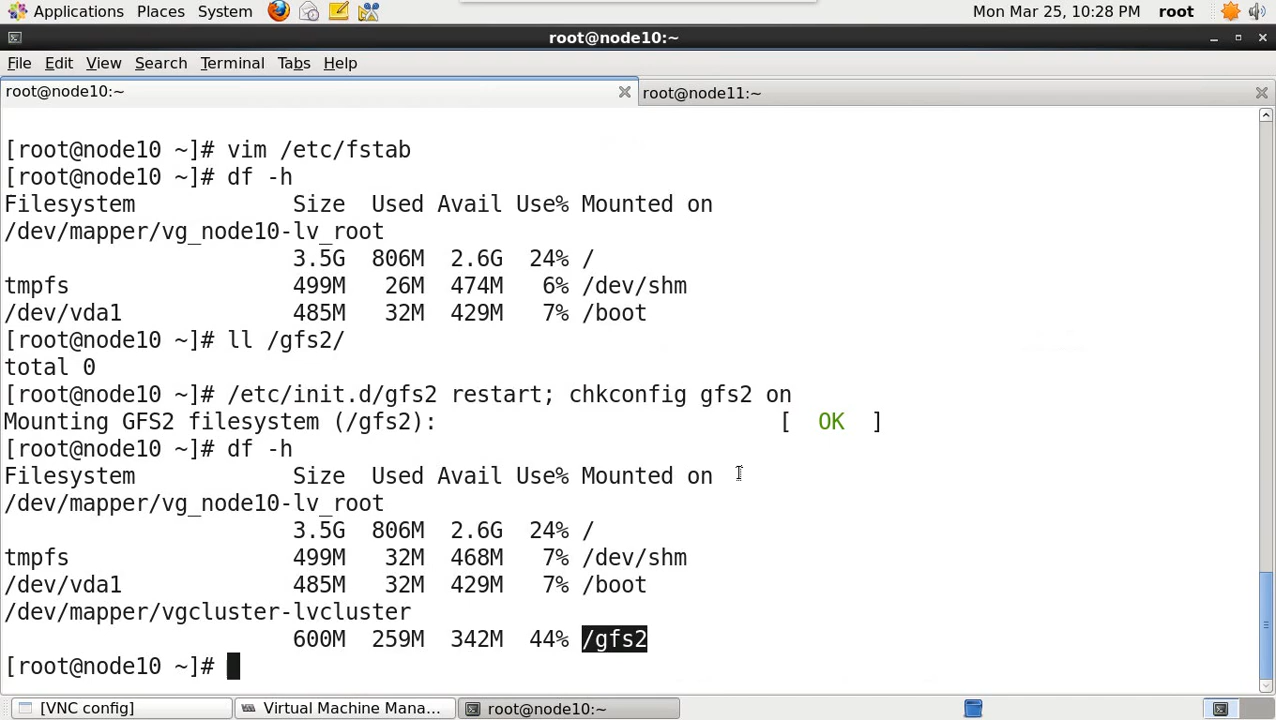 Applications Places System Mon Mar 25, 10:28 PM root
root@node10:~
File Edit View Search Terminal Tabs Help
root@node10:~ root@node11:~
[root@node10 ~]# vim /etc/fstab
[root@node10 ~]# df -h
Filesystem Size Used Avail Use% Mounted on
/dev/mapper/vg_node10-lv_root
3.5G 806M 2.6G 24% /
tmpfs 499M 26M 474M 6% /dev/shm
/dev/vda1 485M 32M 429M 7% /boot
[root@node10 ~]# ll /gfs2/
total 0
[root@node10 ~]# /etc/init.d/gfs2 restart; chkconfig gfs2 on
Mounting GFS2 filesystem (/gfs2): [ OK ]
[root@node10 ~]# df -h
Filesystem Size Used Avail Use% Mounted on
/dev/mapper/vg_node10-lv_root
3.5G 806M 2.6G 24% /
tmpfs 499M 32M 468M 7% /dev/shm
/dev/vda1 485M 32M 429M 7% /boot
/dev/mapper/vgcluster-lvcluster
600M 259M 342M 44% /gfs2
[root@node10 ~]#
[VNC config] Virtual Machine Mana... root@node10:~